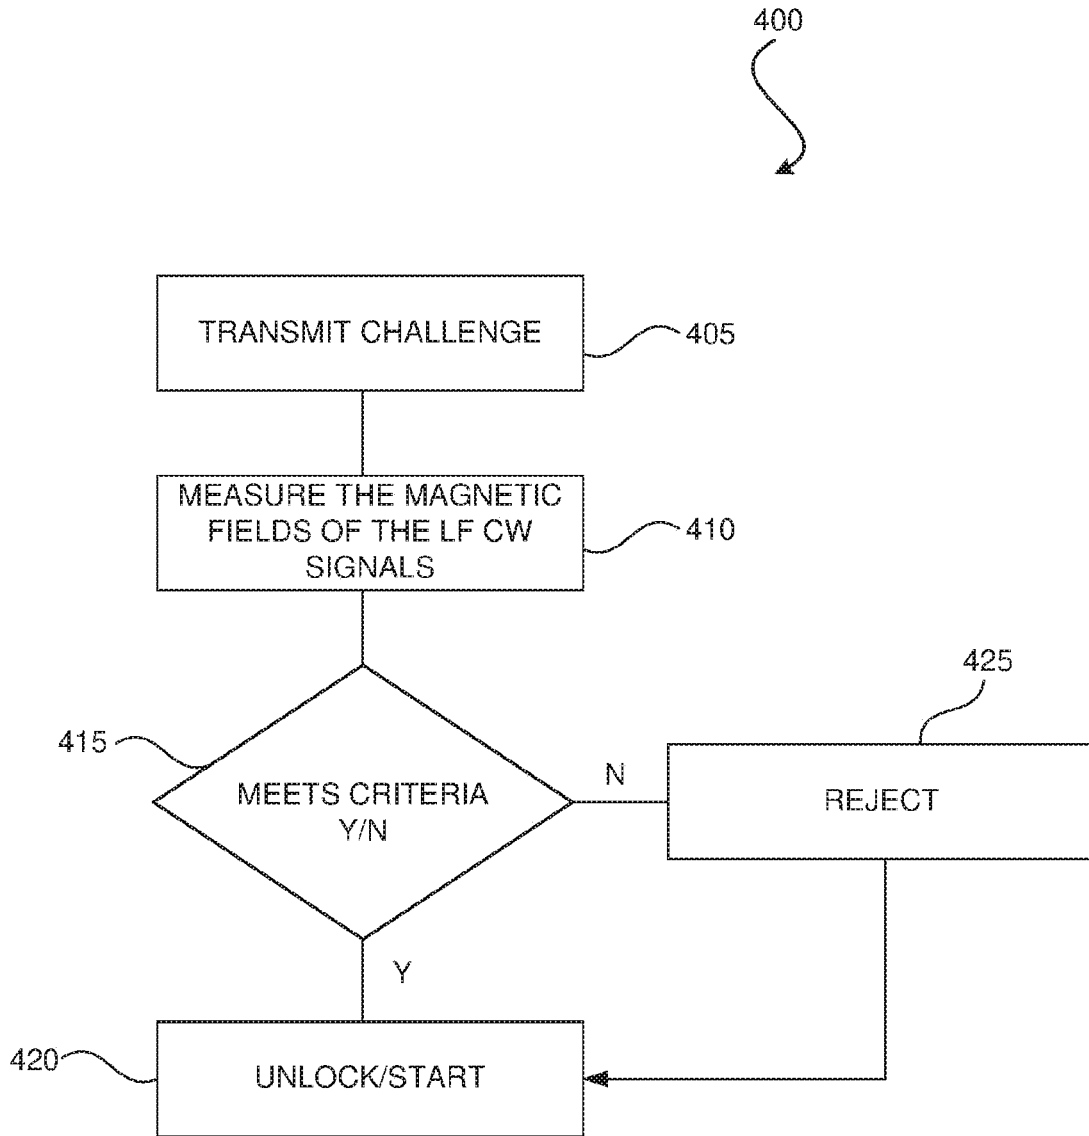 400
TRANSMIT CHALLENGE
405
MEASURE THE MAGNETIC
FIELDS OF THE LF CW
SIGNALS
410
425
415
MEETS CRITERIA
Y/N
N
REJECT
Y
420
UNLOCK/START